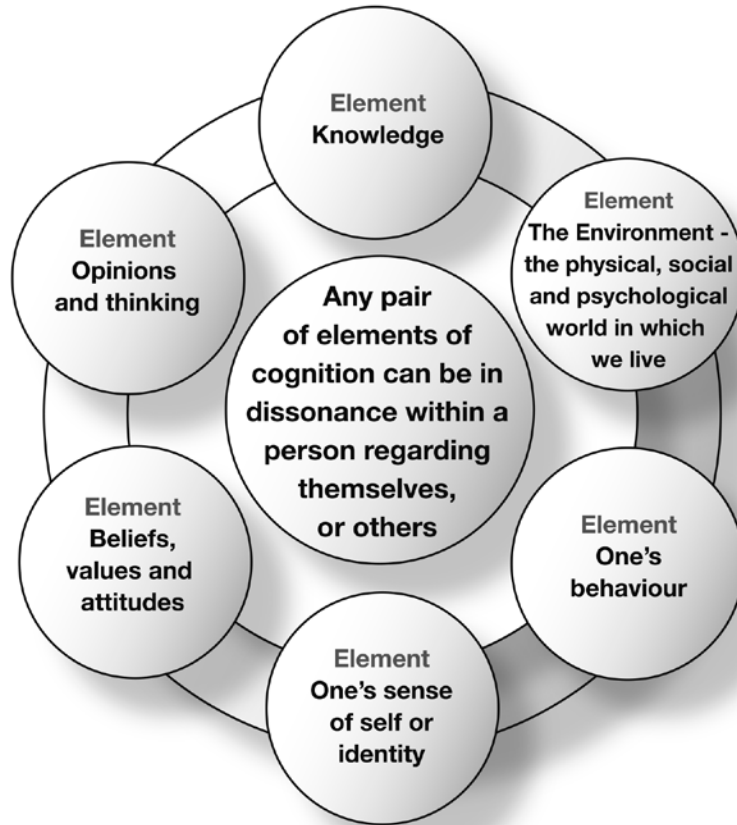 Element
Knowledge
Element
The Environment -
the physical, social
and psychological
world in which
we live
Element
Opinions
and thinking
Any pair
of elements of
cognition can be in
dissonance within a
person regarding
themselves,
or others
Element
Beliefs,
values and
attitudes
Element
One's
behaviour
Element
One's sense
of self or
identity